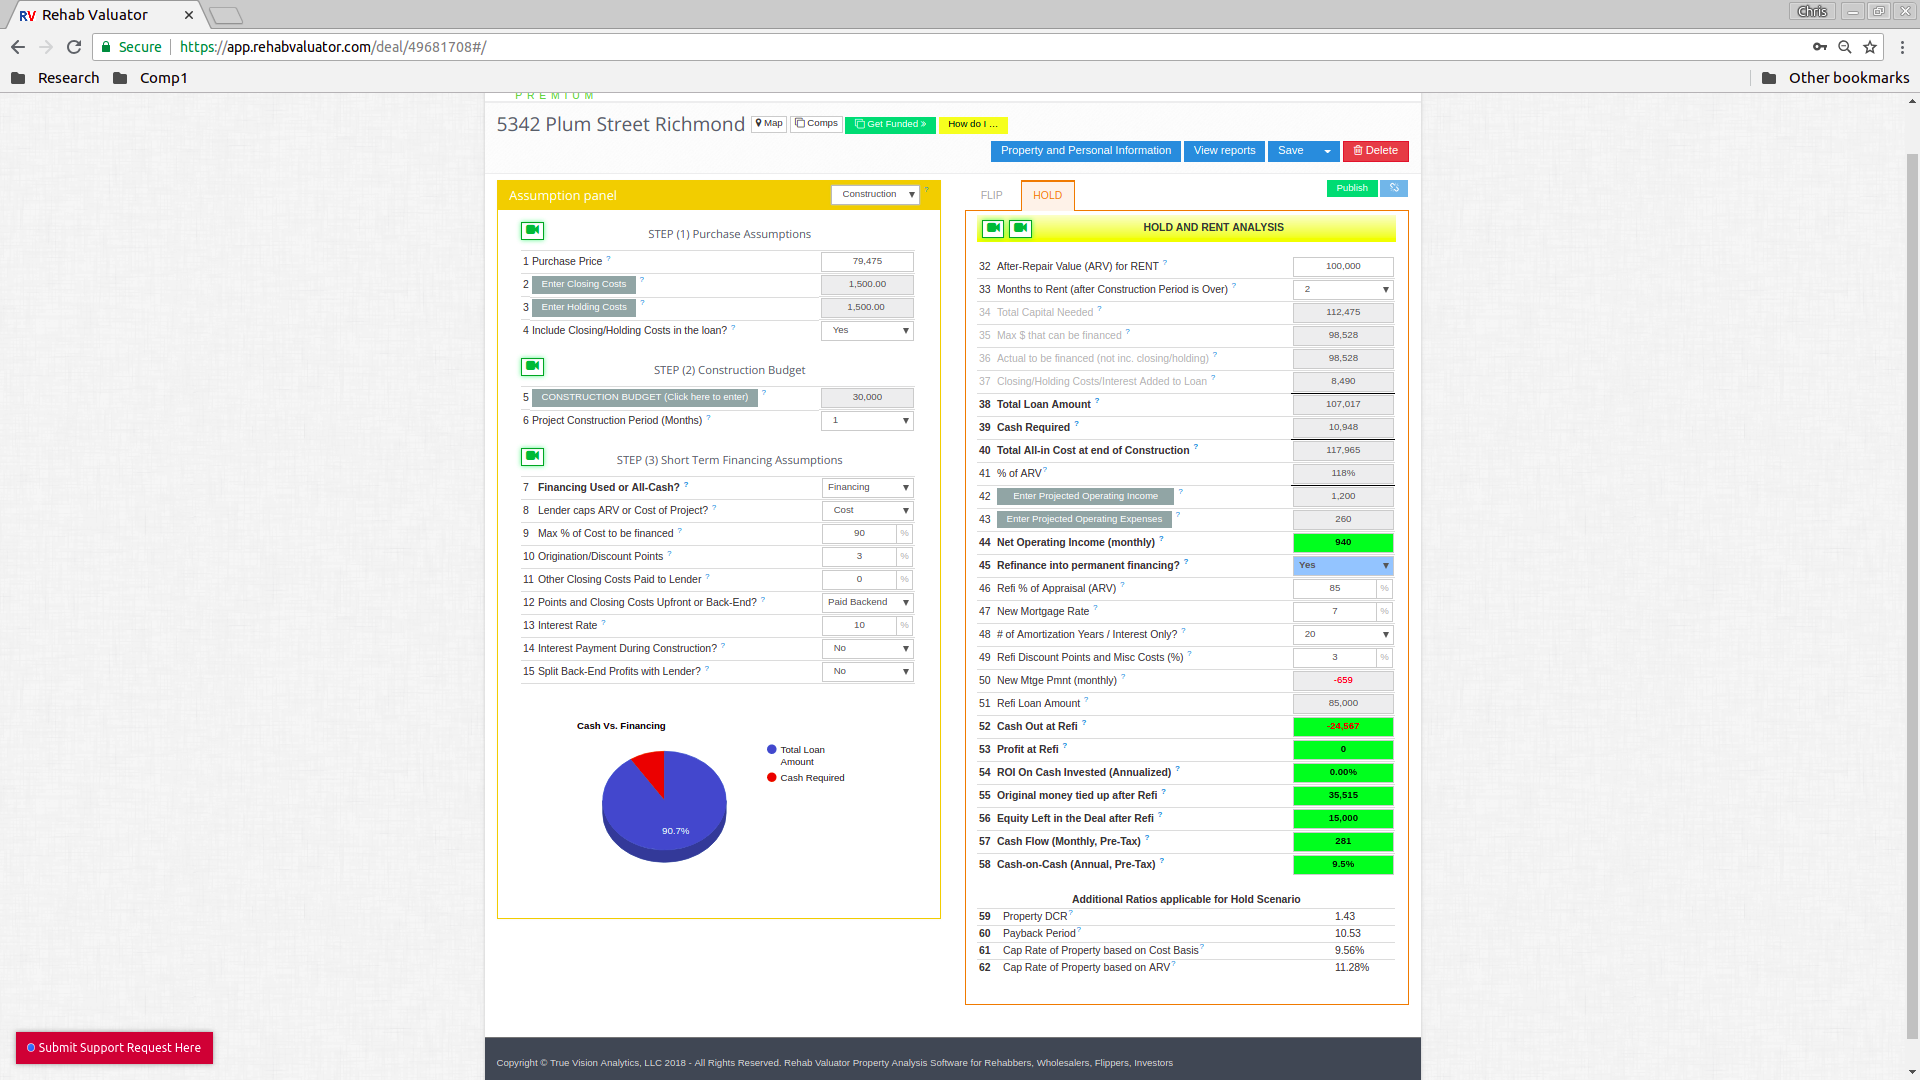 Rehab Valuator
Chris
Secure
https://app.rehabvaluator.com/deal/49681708#/
Research
Comp1
Other bookmarks
PREMIUM
5342 Plum Street Richmond
Map
Comps
Get Funded »
How do I ...
Property and Personal Information
View reports
Save
Delete
Assumption panel
Construction ?
STEP (1) Purchase Assumptions
1 Purchase Price ? 79,475
2 Enter Closing Costs ? 1,500.00
3 Enter Holding Costs ? 1,500.00
4 Include Closing/Holding Costs in the loan? ? Yes
STEP (2) Construction Budget
5 CONSTRUCTION BUDGET (Click here to enter) ? 30,000
6 Project Construction Period (Months) ? 1
STEP (3) Short Term Financing Assumptions
7 Financing Used or All-Cash? ? Financing
8 Lender caps ARV or Cost of Project? ? Cost
9 Max % of Cost to be financed ? 90 %
10 Origination/Discount Points ? 3 %
11 Other Closing Costs Paid to Lender ? 0 %
12 Points and Closing Costs Upfront or Back-End? ? Paid Backend
13 Interest Rate ? 10 %
14 Interest Payment During Construction? ? No
15 Split Back-End Profits with Lender? ? No
Cash Vs. Financing
Total Loan
Amount
Cash Required
90.7%
FLIP
HOLD
Publish
HOLD AND RENT ANALYSIS
32 After-Repair Value (ARV) for RENT ? 100,000
33 Months to Rent (after Construction Period is Over) ? 2
34 Total Capital Needed ? 112,475
35 Max $ that can be financed ? 98,528
36 Actual to be financed (not inc. closing/holding) ? 98,528
37 Closing/Holding Costs/Interest Added to Loan ? 8,490
38 Total Loan Amount ? 107,017
39 Cash Required ? 10,948
40 Total All-in Cost at end of Construction ? 117,965
41 % of ARV ? 118%
42 Enter Projected Operating Income ? 1,200
43 Enter Projected Operating Expenses ? 260
44 Net Operating Income (monthly) ? 940
45 Refinance into permanent financing? ? Yes
46 Refi % of Appraisal (ARV) ? 85 %
47 New Mortgage Rate ? 7 %
48 # of Amortization Years / Interest Only? ? 20
49 Refi Discount Points and Misc Costs (%) ? 3 %
50 New Mtge Pmnt (monthly) ? -659
51 Refi Loan Amount ? 85,000
52 Cash Out at Refi ? -24,567
53 Profit at Refi ? 0
54 ROI On Cash Invested (Annualized) ? 0.00%
55 Original money tied up after Refi ? 35,515
56 Equity Left in the Deal after Refi ? 15,000
57 Cash Flow (Monthly, Pre-Tax) ? 281
58 Cash-on-Cash (Annual, Pre-Tax) ? 9.5%
Additional Ratios applicable for Hold Scenario
59 Property DCR ? 1.43
60 Payback Period ? 10.53
61 Cap Rate of Property based on Cost Basis ? 9.56%
62 Cap Rate of Property based on ARV ? 11.28%
Submit Support Request Here
Copyright © True Vision Analytics, LLC 2018 - All Rights Reserved. Rehab Valuator Property Analysis Software for Rehabbers, Wholesalers, Flippers, Investors